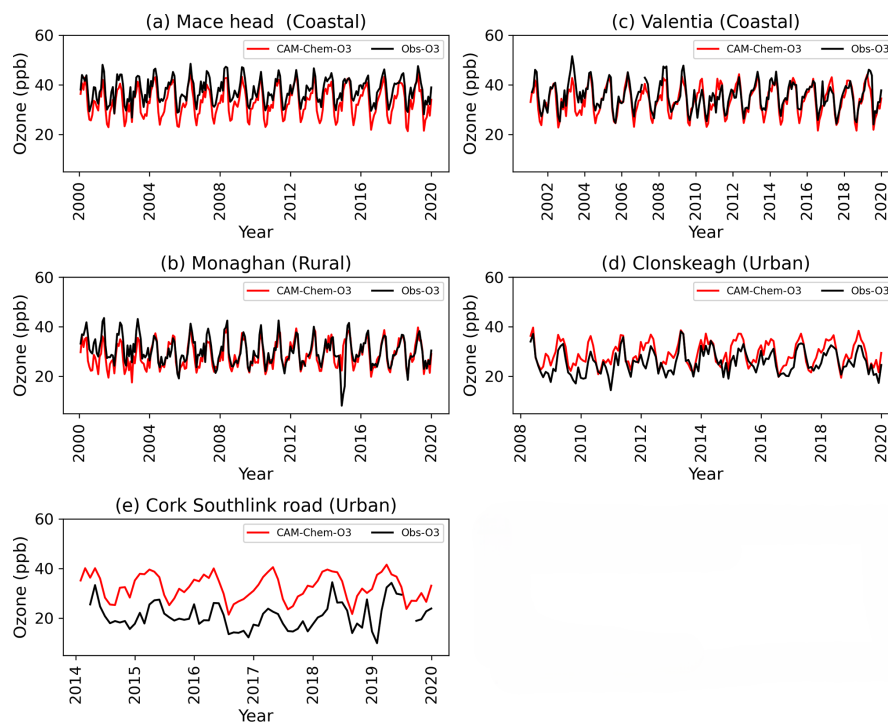 (a) Mace head  (Coastal)
CAM-Chem-O3 Obs-O3
Ozone (ppb)
60
40
20
2000 2004 2008 2012 2016 2020
Year
(c) Valentia (Coastal)
CAM-Chem-O3 Obs-O3
Ozone (ppb)
60
40
20
2002 2004 2006 2008 2010 2012 2014 2016 2018 2020
Year
(b) Monaghan (Rural)
CAM-Chem-O3 Obs-O3
Ozone (ppb)
60
40
20
2000 2004 2008 2012 2016 2020
Year
(d) Clonskeagh (Urban)
CAM-Chem-O3 Obs-O3
Ozone (ppb)
60
40
20
2008 2010 2012 2014 2016 2018 2020
Year
(e) Cork Southlink road (Urban)
CAM-Chem-O3 Obs-O3
Ozone (ppb)
60
40
20
2014 2015 2016 2017 2018 2019 2020
Year